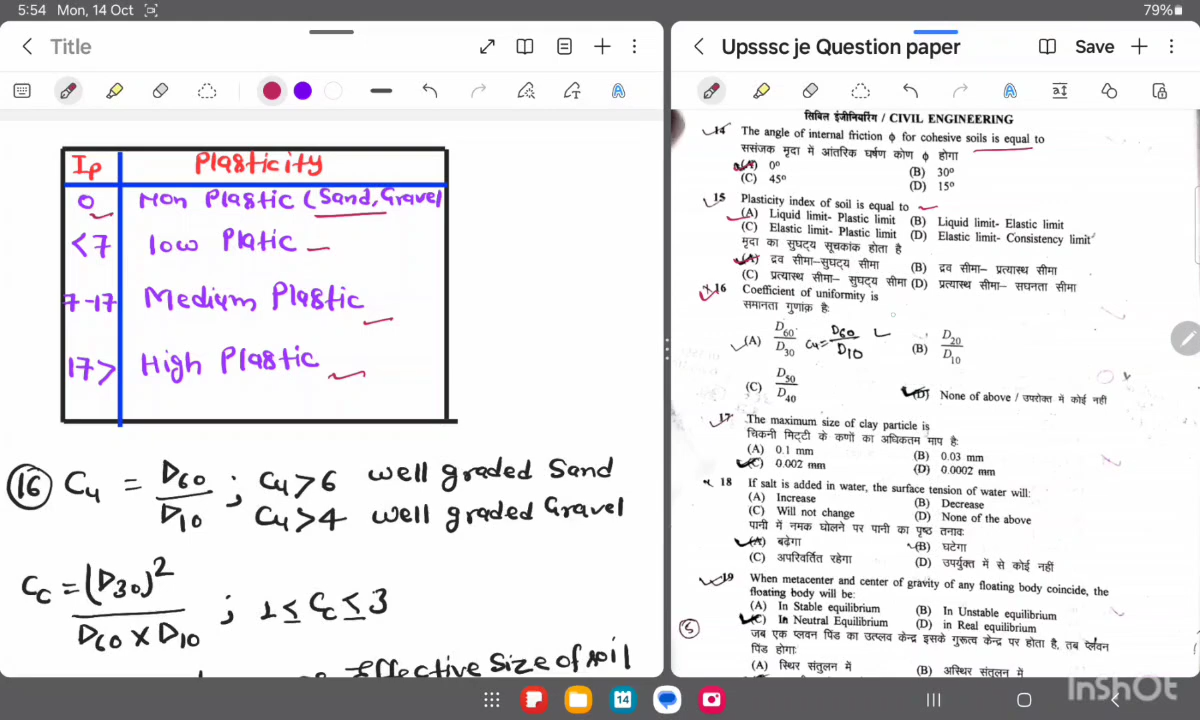 5:54 Mon, 14 Oct
79%
Title
Upsssc je Question paper
Save
Ip Plasticity
0 Non Plastic (Sand, Gravel
<7 low Platic
7-17 Medium Plastic
17> High Plastic
16 Cu = D60/D10 ; Cu>6 well graded Sand
Cu>4 well graded Gravel
Cc = (D30)2/D60 x D10 ; 1≤ Cc ≤3
Effective Size of soil
सिविल इंजीनियरिंग / CIVIL ENGINEERING
14 The angle of internal friction ϕ for cohesive soils is equal to
ससंजक मृदा में आंतरिक घर्षण कोण ϕ होगा
(A) 0° (B) 30°
(C) 45° (D) 15°
15 Plasticity index of soil is equal to
(A) Liquid limit- Plastic limit (B) Liquid limit- Elastic limit
(C) Elastic limit- Plastic limit (D) Elastic limit- Consistency limit
मृदा का सुघट्य सूचकांक होता है
(A) द्रव सीमा–सुघट्य सीमा (B) द्रव सीमा– प्रत्यास्थ सीमा
(C) प्रत्यास्थ सीमा– सुघट्य सीमा (D) प्रत्यास्थ सीमा– सघनता सीमा
16 Coefficient of uniformity is
समानता गुणांक़ है:
(A) D60/D30 Cu= D60/D10 (B) D20/D10
(C) D50/D40 (D) None of above / उपरोक्त में कोई नहीं
17 The maximum size of clay particle is
चिकनी मिट्टी के कणों का अधिकतम माप है:
(A) 0.1 mm (B) 0.03 mm
(C) 0.002 mm (D) 0.0002 mm
18 If salt is added in water, the surface tension of water will:
(A) Increase (B) Decrease
(C) Will not change (D) None of the above
पानी में नमक घोलने पर पानी का पृष्ठ तनाव:
(A) बढ़ेगा (B) घटेगा
(C) अपरिवर्तित रहेगा (D) उपर्युक्त में से कोई नहीं
19 When metacenter and center of gravity of any floating body coincide, the
floating body will be:
(A) In Stable equilibrium (B) In Unstable equilibrium
(C) In Neutral Equilibrium (D) in Real equilibrium
जब एक प्लवन पिंड का उत्प्लव केन्द्र इसके गुरूत्व केन्द्र पर होता है, तब प्लवन
पिंड होगा:
(A) स्थिर संतुलन में (B) अस्थिर संतुलन में
5
14
InShOt